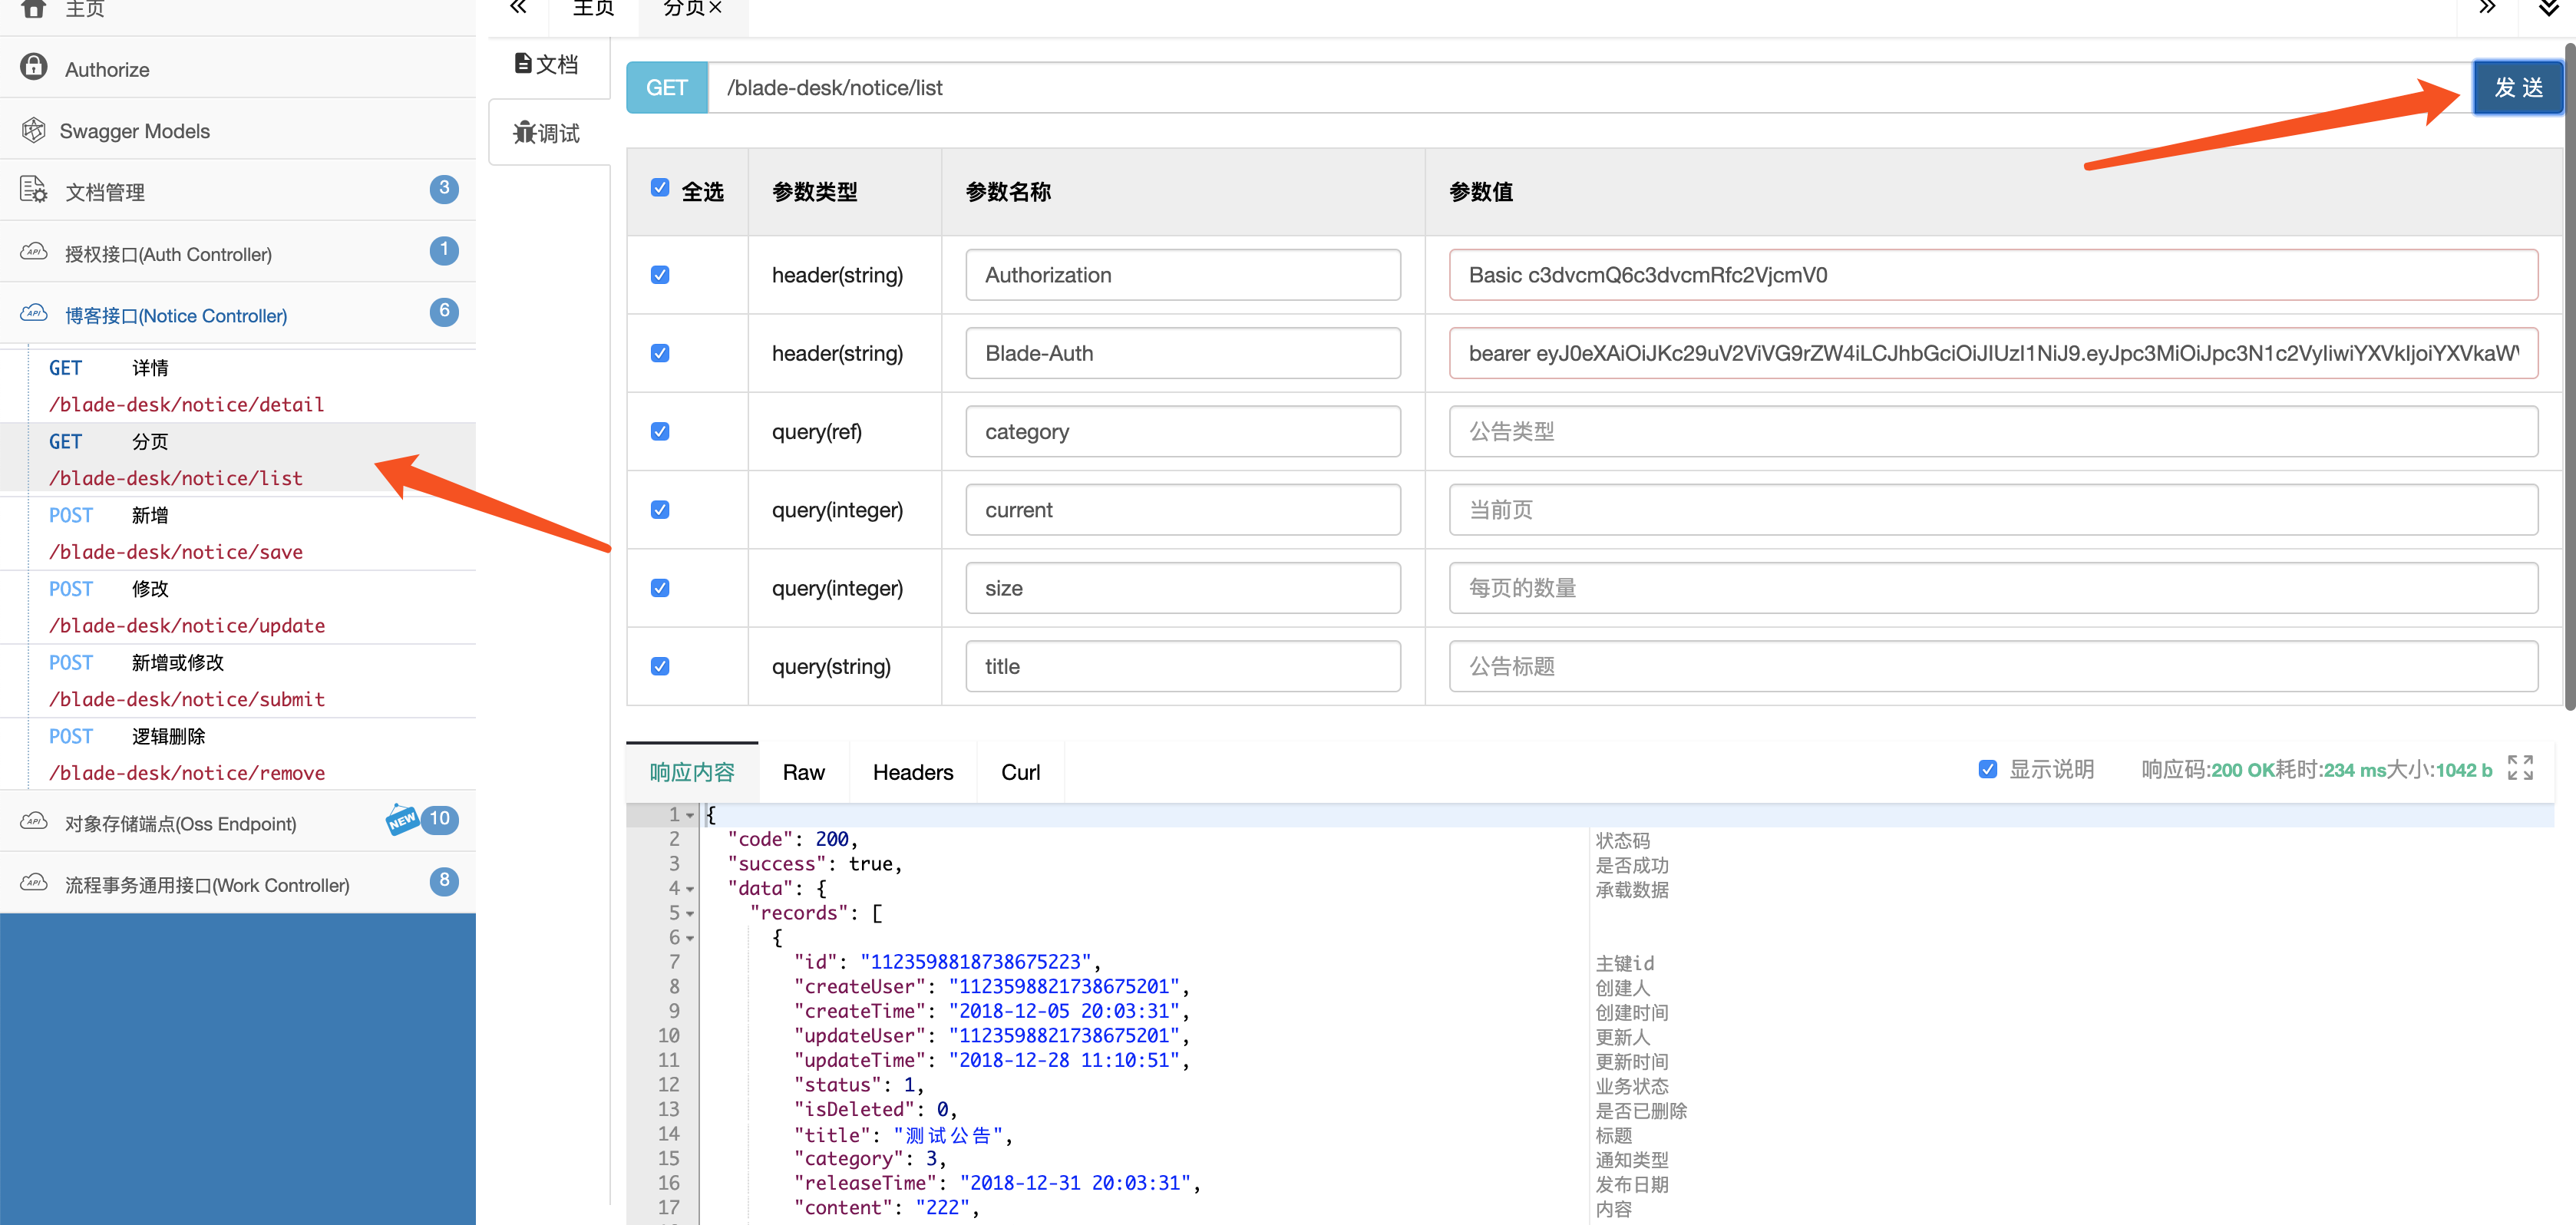 主页
Authorize
Swagger Models
文档管理 3
授权接口(Auth Controller) 1
博客接口(Notice Controller) 6
GET 详情
/blade-desk/notice/detail
GET 分页
/blade-desk/notice/list
POST 新增
/blade-desk/notice/save
POST 修改
/blade-desk/notice/update
POST 新增或修改
/blade-desk/notice/submit
POST 逻辑删除
/blade-desk/notice/remove
对象存储端点(Oss Endpoint) NEW 10
流程事务通用接口(Work Controller) 8
主页 分页×
文档
调试
GET /blade-desk/notice/list 发 送
全选 参数类型 参数名称 参数值
header(string) Authorization Basic c3dvcmQ6c3dvcmRfc2VjcmV0
header(string) Blade-Auth bearer eyJ0eXAiOiJKc29uV2ViVG9rZW4iLCJhbGciOiJIUzI1NiJ9.eyJpc3MiOiJpc3N1c2VyIiwiYXVkIjoiYXVkaW
query(ref) category 公告类型
query(integer) current 当前页
query(integer) size 每页的数量
query(string) title 公告标题
响应内容 Raw Headers Curl 显示说明 响应码:200 OK耗时:234 ms大小:1042 b
1 {
2 "code": 200, 状态码
3 "success": true, 是否成功
4 "data": { 承载数据
5 "records": [
6 {
7 "id": "1123598818738675223", 主键id
8 "createUser": "1123598821738675201", 创建人
9 "createTime": "2018-12-05 20:03:31", 创建时间
10 "updateUser": "1123598821738675201", 更新人
11 "updateTime": "2018-12-28 11:10:51", 更新时间
12 "status": 1, 业务状态
13 "isDeleted": 0, 是否已删除
14 "title": "测试公告", 标题
15 "category": 3, 通知类型
16 "releaseTime": "2018-12-31 20:03:31", 发布日期
17 "content": "222", 内容